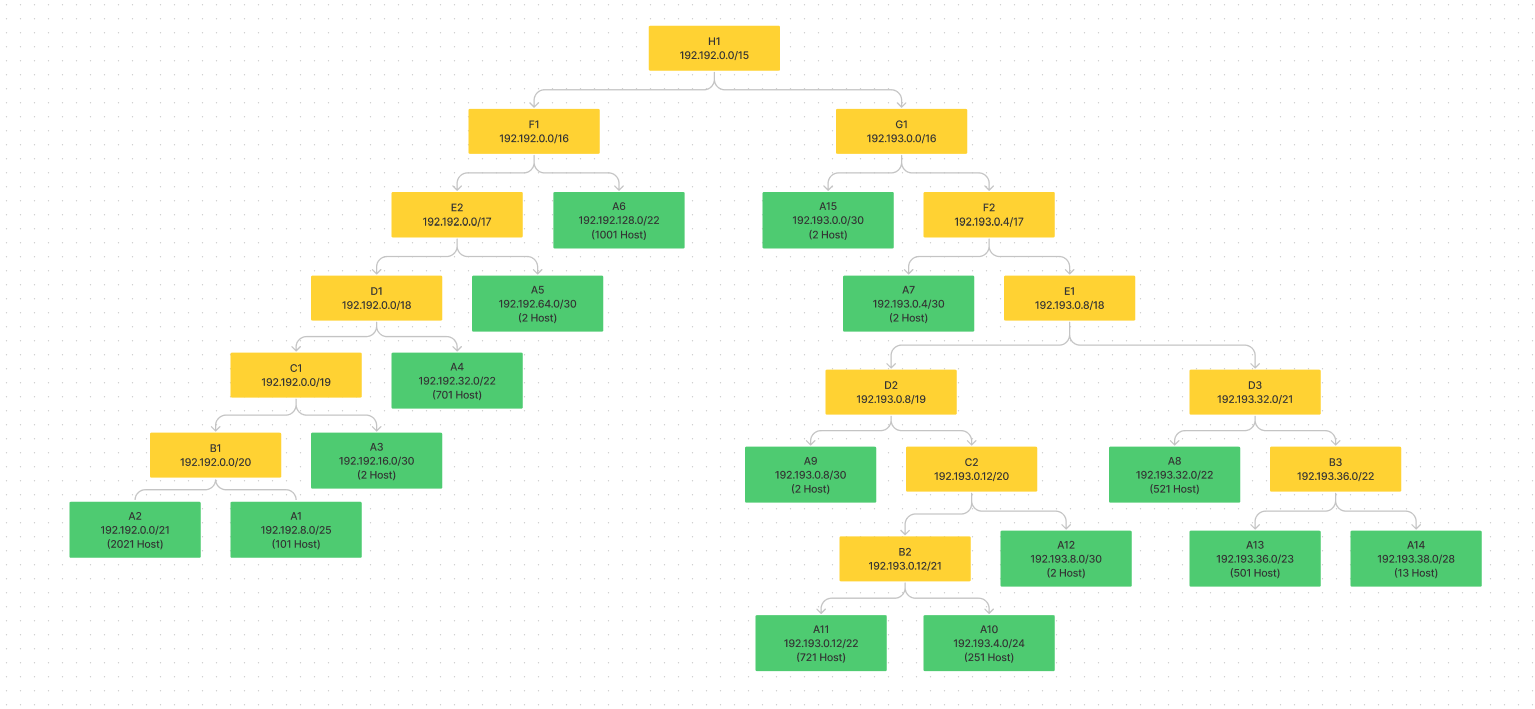 H1
192.192.0.0/15
F1
192.192.0.0/16
G1
192.193.0.0/16
E2
192.192.0.0/17
A6
192.192.128.0/22
(1001 Host)
A15
192.193.0.0/30
(2 Host)
F2
192.193.0.4/17
D1
192.192.0.0/18
A5
192.192.64.0/30
(2 Host)
A7
192.193.0.4/30
(2 Host)
E1
192.193.0.8/18
C1
192.192.0.0/19
A4
192.192.32.0/22
(701 Host)
D2
192.193.0.8/19
D3
192.193.32.0/21
B1
192.192.0.0/20
A3
192.192.16.0/30
(2 Host)
A9
192.193.0.8/30
(2 Host)
C2
192.193.0.12/20
A8
192.193.32.0/22
(521 Host)
B3
192.193.36.0/22
A2
192.192.0.0/21
(2021 Host)
A1
192.192.8.0/25
(101 Host)
B2
192.193.0.12/21
A12
192.193.8.0/30
(2 Host)
A13
192.193.36.0/23
(501 Host)
A14
192.193.38.0/28
(13 Host)
A11
192.193.0.12/22
(721 Host)
A10
192.193.4.0/24
(251 Host)